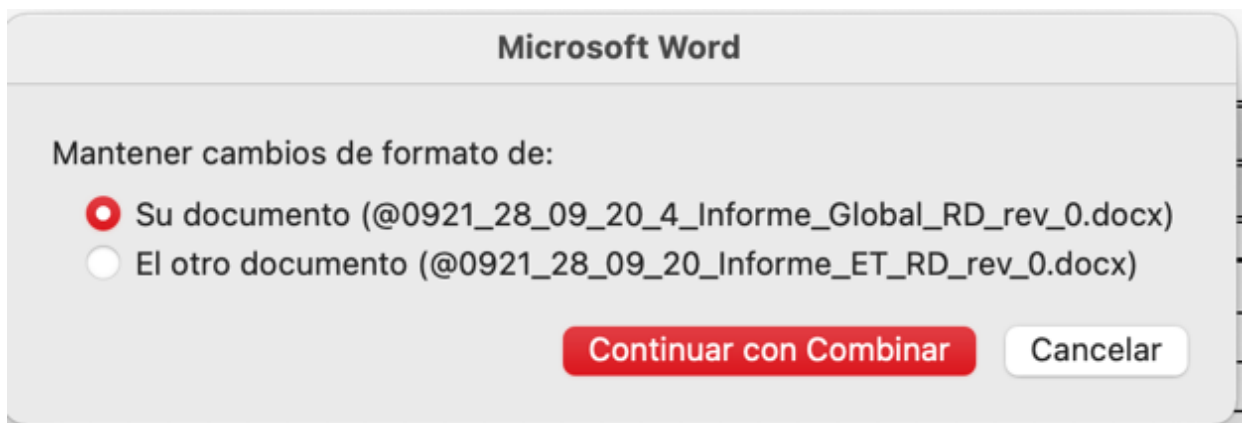 Microsoft Word
Mantener cambios de formato de:
Su documento (@0921_28_09_20_4_Informe_Global_RD_rev_0.docx)
El otro documento (@0921_28_09_20_Informe_ET_RD_rev_0.docx)
Continuar con Combinar
Cancelar